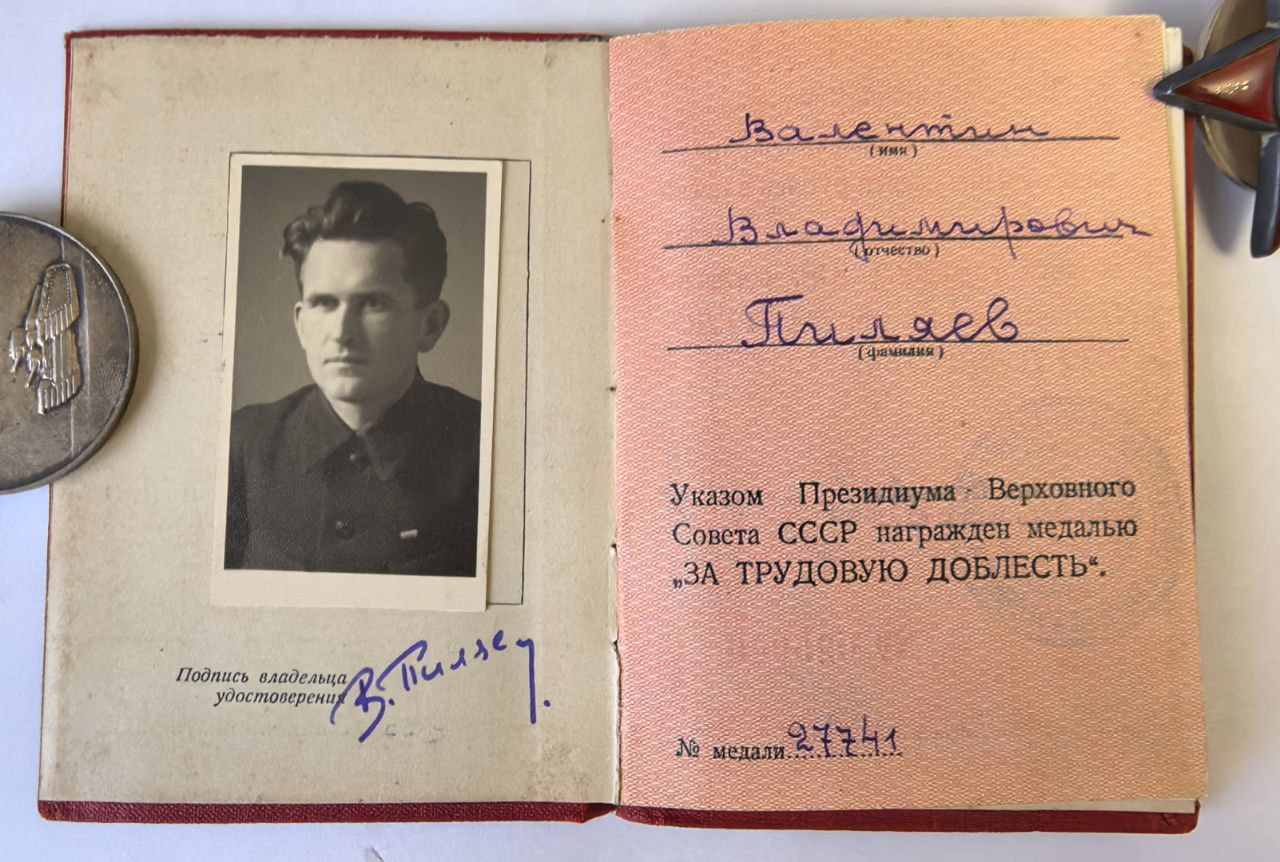 Подпись владельца
удостоверения
В. Пиляев
Валентин
(имя)
Владимирович
(отчество)
Пиляев
(фамилия)
Указом Президиума Верховного
Совета СССР награжден медалью
„ЗА ТРУДОВУЮ ДОБЛЕСТЬ“.
№ медали 27741